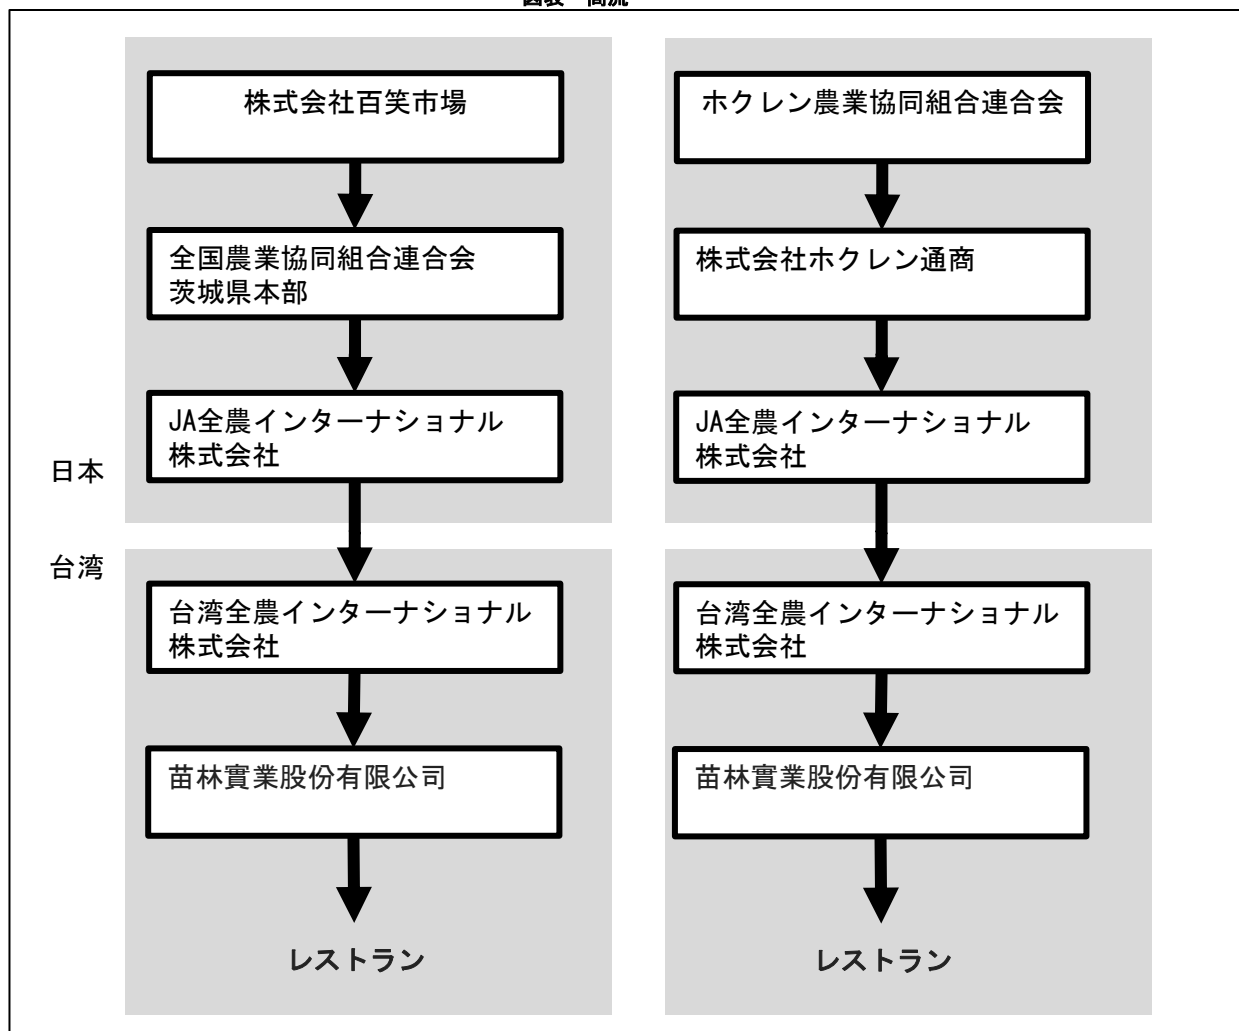 図表 商流
株式会社百笑市場
全国農業協同組合連合会
茨城県本部
JA全農インターナショナル
株式会社
日本
台湾
台湾全農インターナショナル
株式会社
苗林實業股份有限公司
レストラン
ホクレン農業協同組合連合会
株式会社ホクレン通商
JA全農インターナショナル
株式会社
台湾全農インターナショナル
株式会社
苗林實業股份有限公司
レストラン